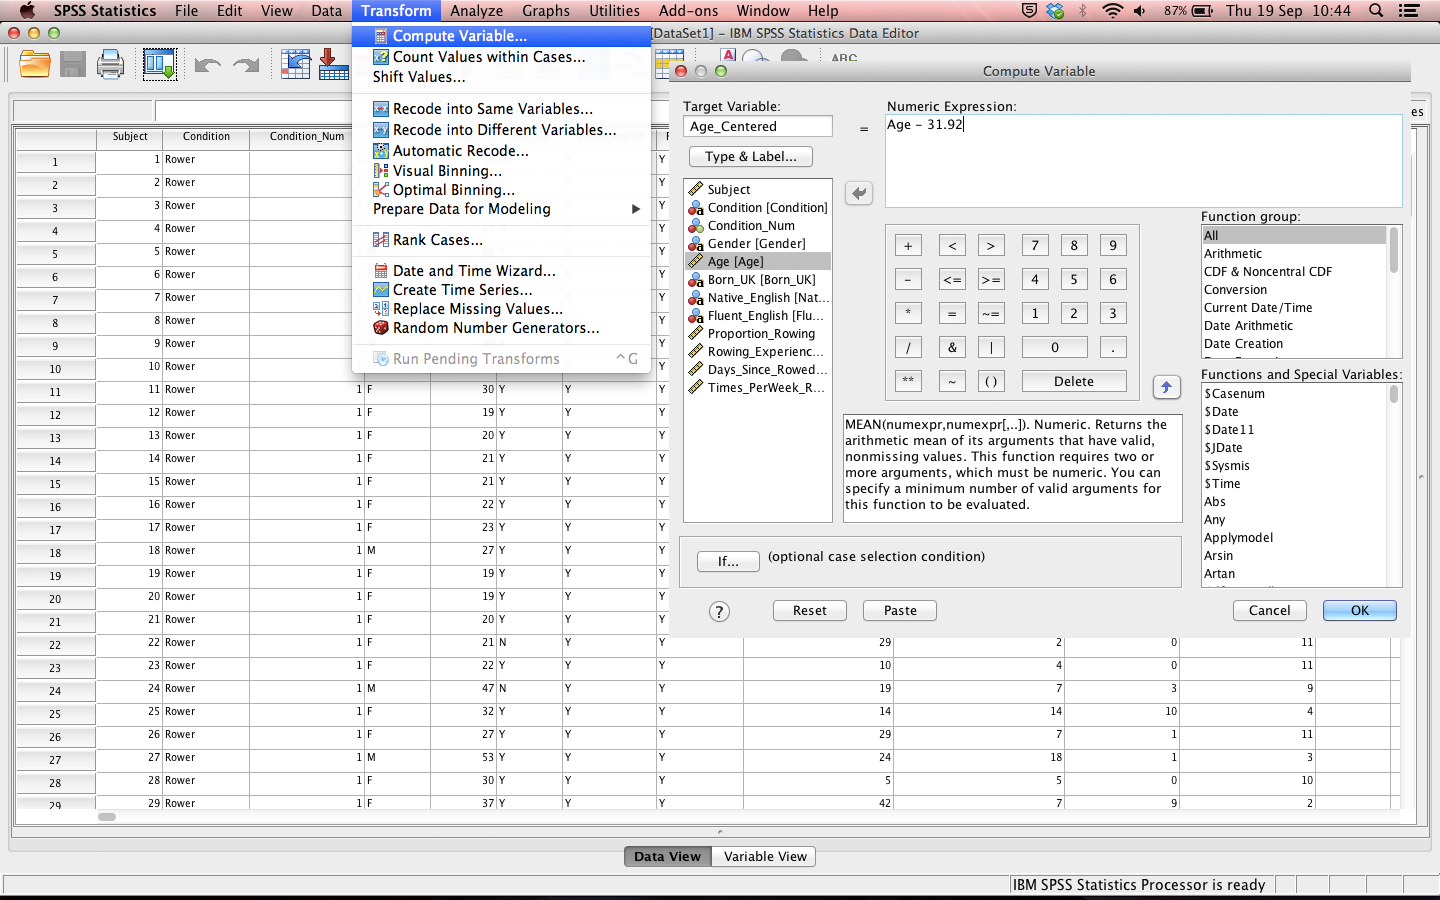 SPSS Statistics File Edit View Data Transform Analyze Graphs Utilities Add-ons Window Help 87% Thu 19 Sep 10:44
[DataSet1] – IBM SPSS Statistics Data Editor
Compute Variable...
Count Values within Cases...
Shift Values...
Recode into Same Variables...
Recode into Different Variables...
Automatic Recode...
Visual Binning...
Optimal Binning...
Prepare Data for Modeling
Rank Cases...
Date and Time Wizard...
Create Time Series...
Replace Missing Values...
Random Number Generators...
Run Pending Transforms ^G
Compute Variable
Target Variable:
Age_Centered
=
Numeric Expression:
Age – 31.92
Type & Label...
Subject
Condition [Condition]
Condition_Num
Gender [Gender]
Age [Age]
Born_UK [Born_UK]
Native_English [Nat...
Fluent_English [Flu...
Proportion_Rowing
Rowing_Experienc...
Days_Since_Rowed...
Times_PerWeek_R...
+ < > 7 8 9
– <= >= 4 5 6
* = ~= 1 2 3
/ & | 0 .
** ~ () Delete
Function group:
All
Arithmetic
CDF & Noncentral CDF
Conversion
Current Date/Time
Date Arithmetic
Date Creation
Functions and Special Variables:
$Casenum
$Date
$Date11
$JDate
$Sysmis
$Time
Abs
Any
Applymodel
Arsin
Artan
MEAN(numexpr,numexpr[,..]). Numeric. Returns the
arithmetic mean of its arguments that have valid,
nonmissing values. This function requires two or
more arguments, which must be numeric. You can
specify a minimum number of valid arguments for
this function to be evaluated.
If... (optional case selection condition)
? Reset Paste Cancel OK
Subject Condition Condition_Num
1 1 Rower Y
2 2 Rower Y
3 3 Rower Y
4 4 Rower Y
5 5 Rower Y
6 6 Rower Y
7 7 Rower Y
8 8 Rower Y
9 9 Rower Y
10 10 Rower Y
11 11 Rower 1 F 30 Y Y Y
12 12 Rower 1 F 19 Y Y Y
13 13 Rower 1 F 20 Y Y Y
14 14 Rower 1 F 21 Y Y Y
15 15 Rower 1 F 21 Y Y Y
16 16 Rower 1 F 22 Y Y Y
17 17 Rower 1 F 23 Y Y Y
18 18 Rower 1 M 27 Y Y Y
19 19 Rower 1 F 19 Y Y Y
20 20 Rower 1 F 19 Y Y Y
21 21 Rower 1 F 20 Y Y Y
22 22 Rower 1 F 21 N Y Y 29 2 0 11
23 23 Rower 1 F 22 Y Y Y 10 4 0 11
24 24 Rower 1 M 47 N Y Y 19 7 3 9
25 25 Rower 1 F 32 Y Y Y 14 14 10 4
26 26 Rower 1 F 27 Y Y Y 29 7 1 11
27 27 Rower 1 M 53 Y Y Y 24 18 1 3
28 28 Rower 1 F 30 Y Y Y 5 5 0 10
29 29 Rower 1 F 37 Y Y Y 42 7 9 2
Data View Variable View
IBM SPSS Statistics Processor is ready